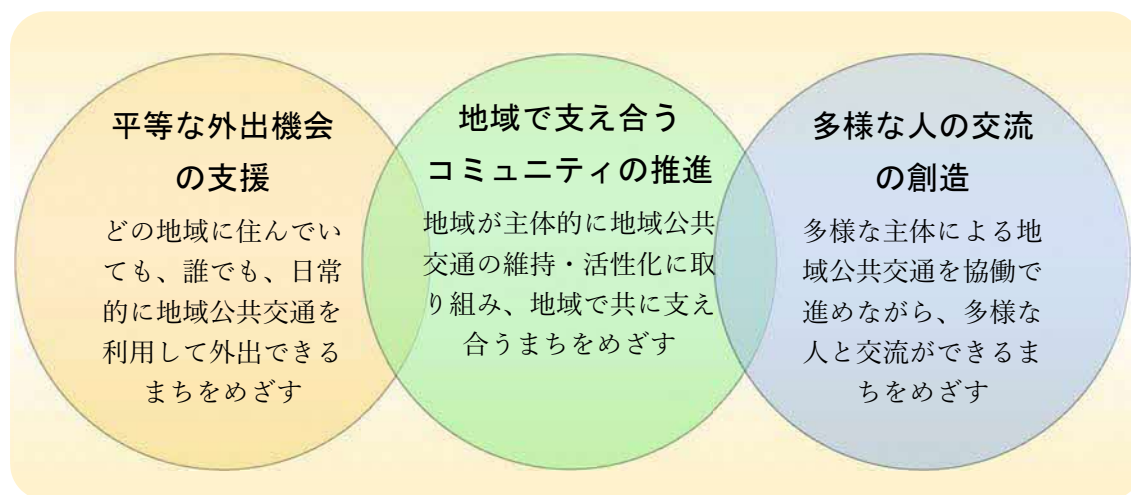 平等な外出機会
の支援
どの地域に住んでい
ても、誰でも、日常
的に地域公共交通を
利用して外出できる
まちをめざす
地域で支え合う
コミュニティの推進
地域が主体的に地域公共
交通の維持・活性化に取
り組み、地域で共に支え
合うまちをめざす
多様な人の交流
の創造
多様な主体による地
域公共交通を協働で
進めながら、多様な
人と交流ができるま
ちをめざす